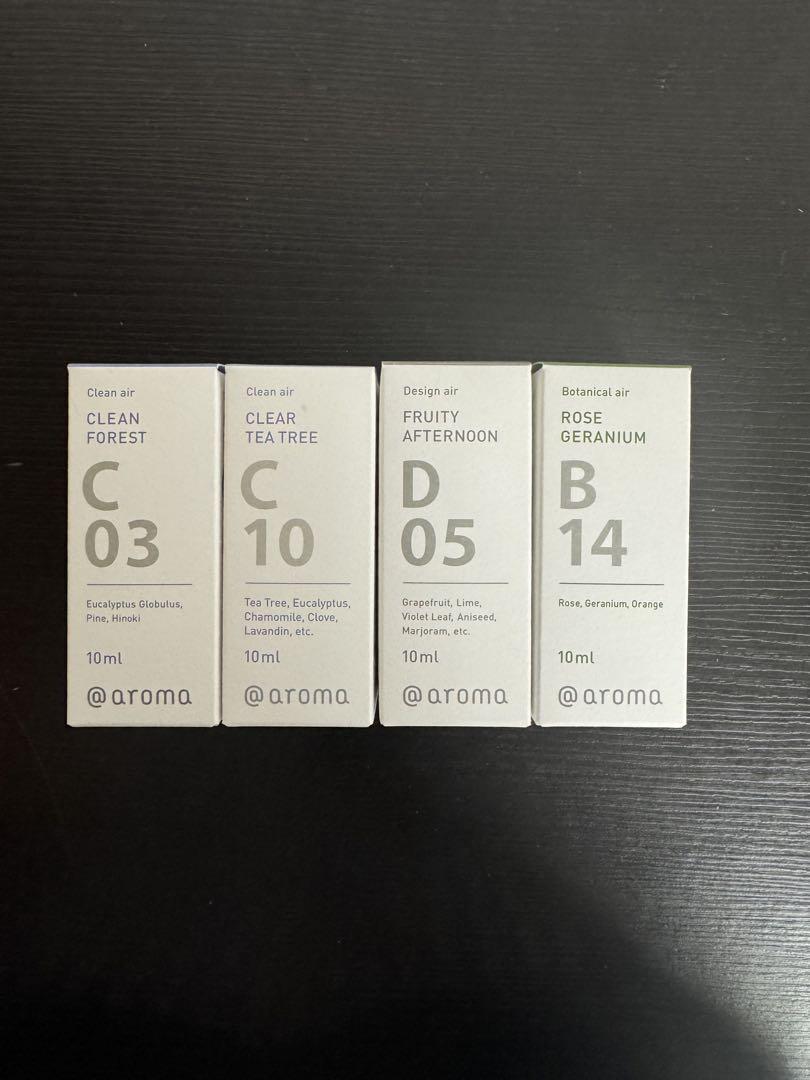 Clean air
CLEAN
FOREST
C
03
Eucalyptus Globulus,
Pine, Hinoki
10ml
@aroma
Clean air
CLEAR
TEA TREE
C
10
Tea Tree, Eucalyptus,
Chamomile, Clove,
Lavandin, etc.
10ml
@aroma
Design air
FRUITY
AFTERNOON
D
05
Grapefruit, Lime,
Violet Leaf, Aniseed,
Marjoram, etc.
10ml
@aroma
Botanical air
ROSE
GERANIUM
B
14
Rose, Geranium, Orange
10ml
@aroma